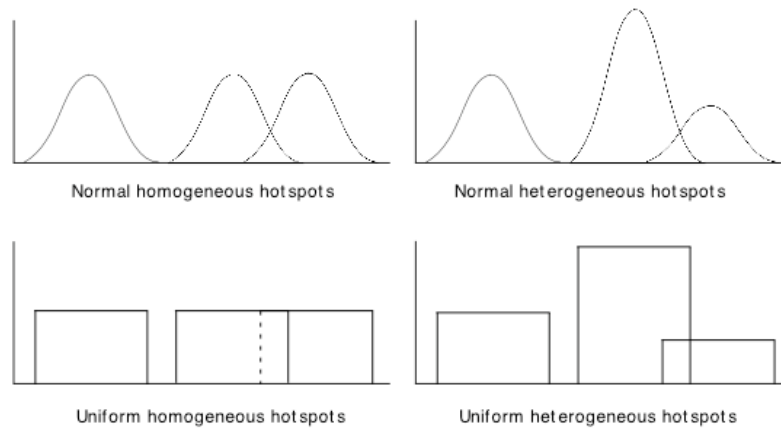 Normal homogeneous hotspots
Normal heterogeneous hotspots
Uniform homogeneous hotspots
Uniform heterogeneous hotspots